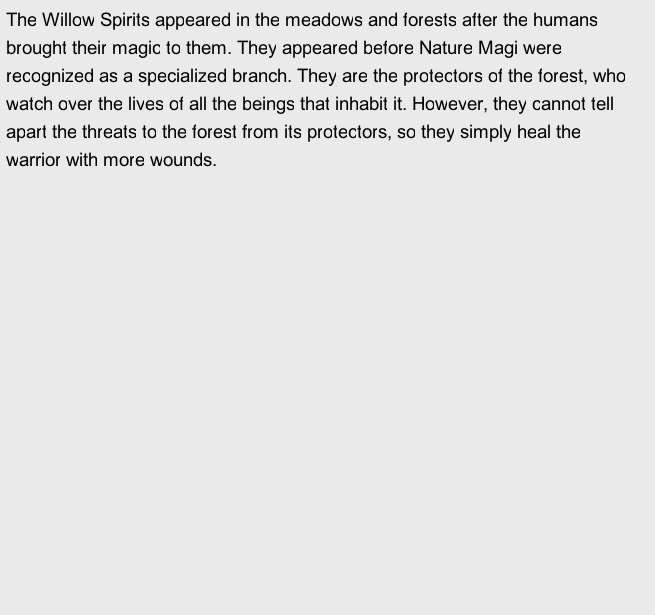 The Willow Spirits appeared in the meadows and forests after the humans
brought their magic to them. They appeared before Nature Magi were
recognized as a specialized branch. They are the protectors of the forest, who
watch over the lives of all the beings that inhabit it. However, they cannot tell
apart the threats to the forest from its protectors, so they simply heal the
warrior with more wounds.